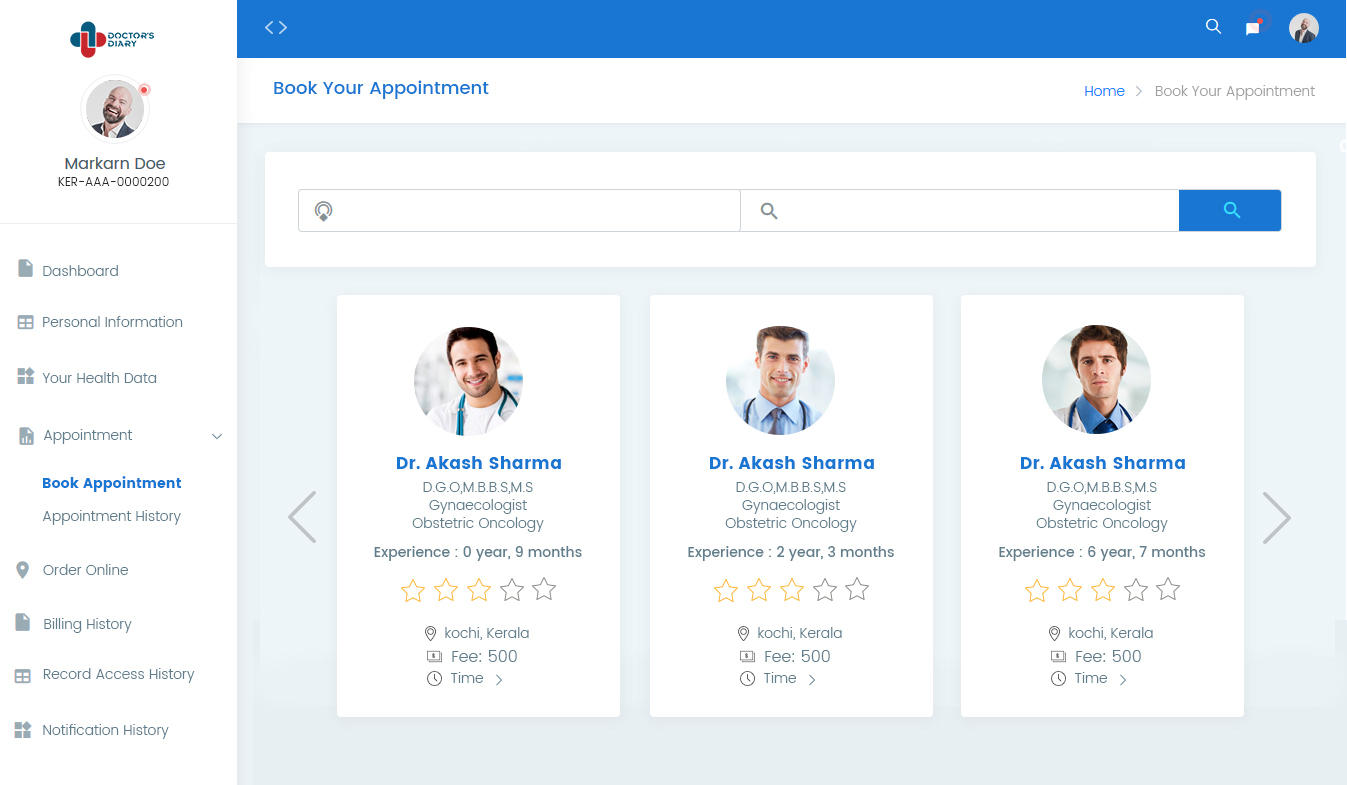 DOCTOR'S
DIARY
Markarn Doe
KER-AAA-0000200
Dashboard
Personal Information
Your Health Data
Appointment
Book Appointment
Appointment History
Order Online
Billing History
Record Access History
Notification History
Book Your Appointment
Home
Book Your Appointment
Dr. Akash Sharma
D.G.O,M.B.B.S,M.S
Gynaecologist
Obstetric Oncology
Experience : 0 year, 9 months
kochi, Kerala
Fee: 500
Time
Dr. Akash Sharma
D.G.O,M.B.B.S,M.S
Gynaecologist
Obstetric Oncology
Experience : 2 year, 3 months
kochi, Kerala
Fee: 500
Time
Dr. Akash Sharma
D.G.O,M.B.B.S,M.S
Gynaecologist
Obstetric Oncology
Experience : 6 year, 7 months
kochi, Kerala
Fee: 500
Time